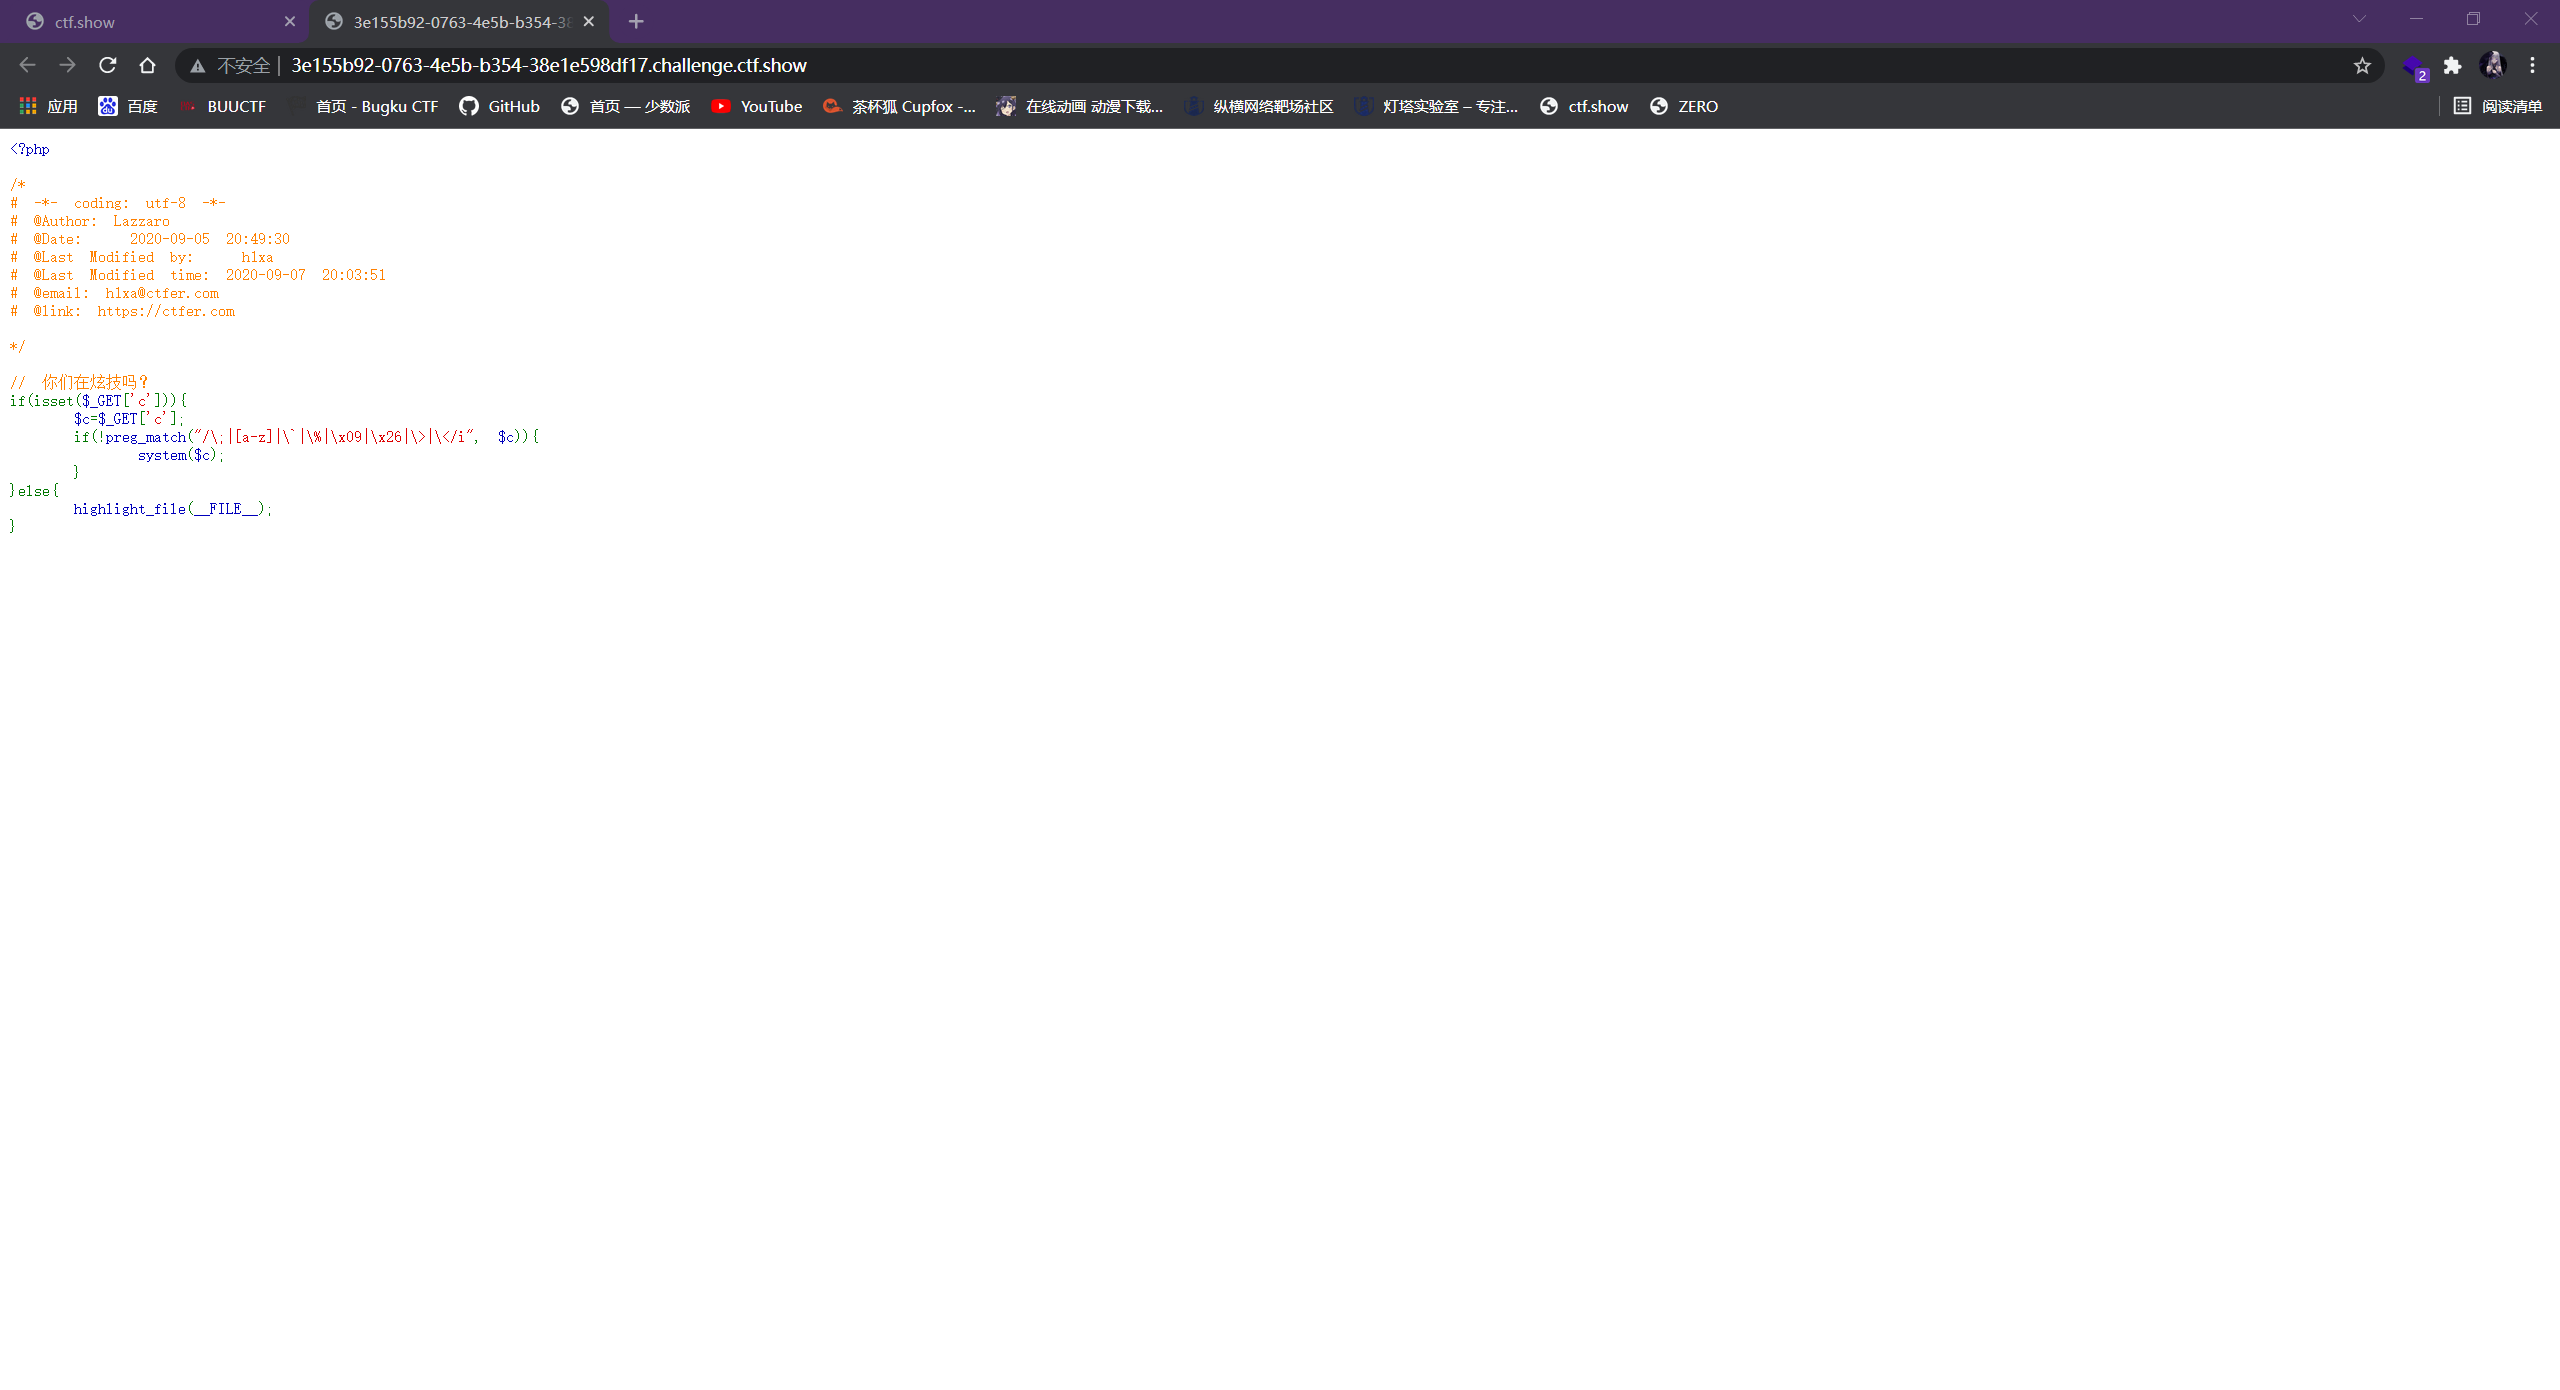 ctf.show
3e155b92-0763-4e5b-b354-38
不安全 | 3e155b92-0763-4e5b-b354-38e1e598df17.challenge.ctf.show
2
应用 百度 BUUCTF 首页 - Bugku CTF GitHub 首页 — 少数派 YouTube 茶杯狐 Cupfox -... 在线动画 动漫下载... 纵横网络靶场社区 灯塔实验室 – 专注... ctf.show ZERO 阅读清单
<?php
/*
# -*- coding: utf-8 -*-
# @Author: Lazzaro
# @Date:   2020-09-05 20:49:30
# @Last Modified by:   h1xa
# @Last Modified time: 2020-09-07 20:03:51
# @email: h1xa@ctfer.com
# @link: https://ctfer.com
*/
// 你们在炫技吗？
if(isset($_GET['c'])){
        $c=$_GET['c'];
        if(!preg_match("/\;|[a-z]|\`|\%|\x09|\x26|\>|\</i", $c)){
                system($c);
        }
}else{
        highlight_file(__FILE__);
}